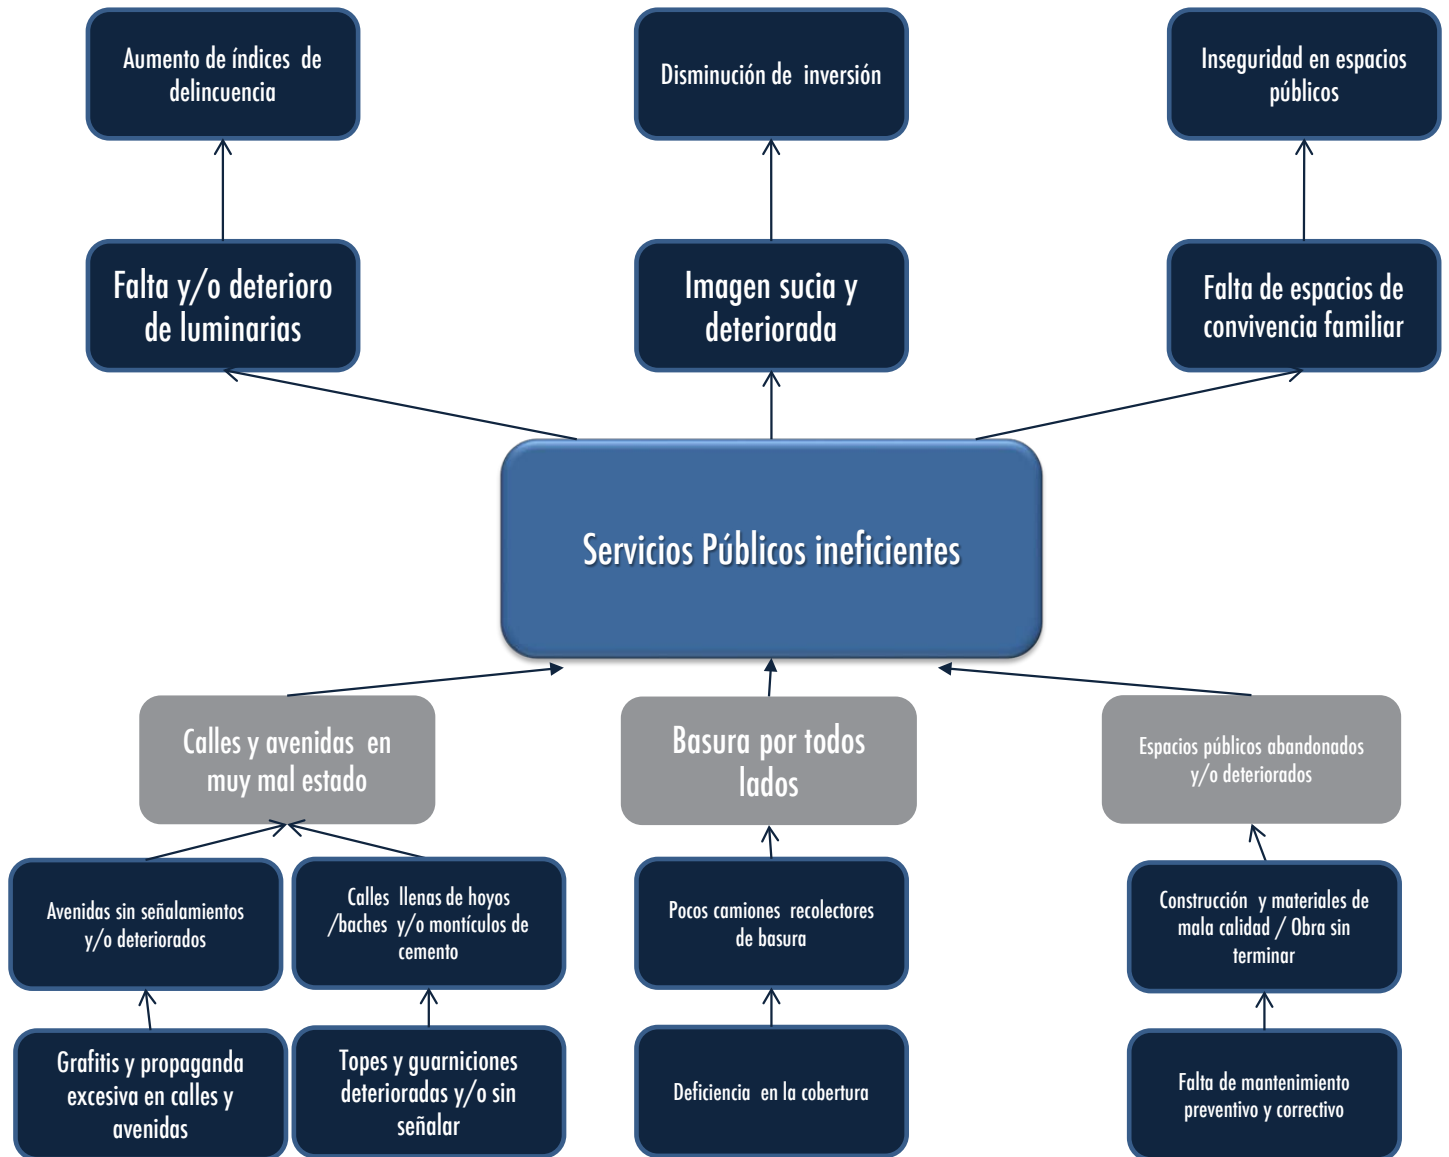 Aumento de índices de
delincuencia
Disminución de inversión
Inseguridad en espacios
públicos
Falta y/o deterioro
de luminarias
Imagen sucia y
deteriorada
Falta de espacios de
convivencia familiar
Servicios Públicos ineficientes
Calles y avenidas en
muy mal estado
Basura por todos
lados
Espacios públicos abandonados
y/o deteriorados
Avenidas sin señalamientos
y/o deteriorados
Calles llenas de hoyos
/baches y/o montículos de
cemento
Pocos camiones recolectores
de basura
Construcción y materiales de
mala calidad / Obra sin
terminar
Grafitis y propaganda
excesiva en calles y
avenidas
Topes y guarniciones
deterioradas y/o sin
señalar
Deficiencia en la cobertura
Falta de mantenimiento
preventivo y correctivo